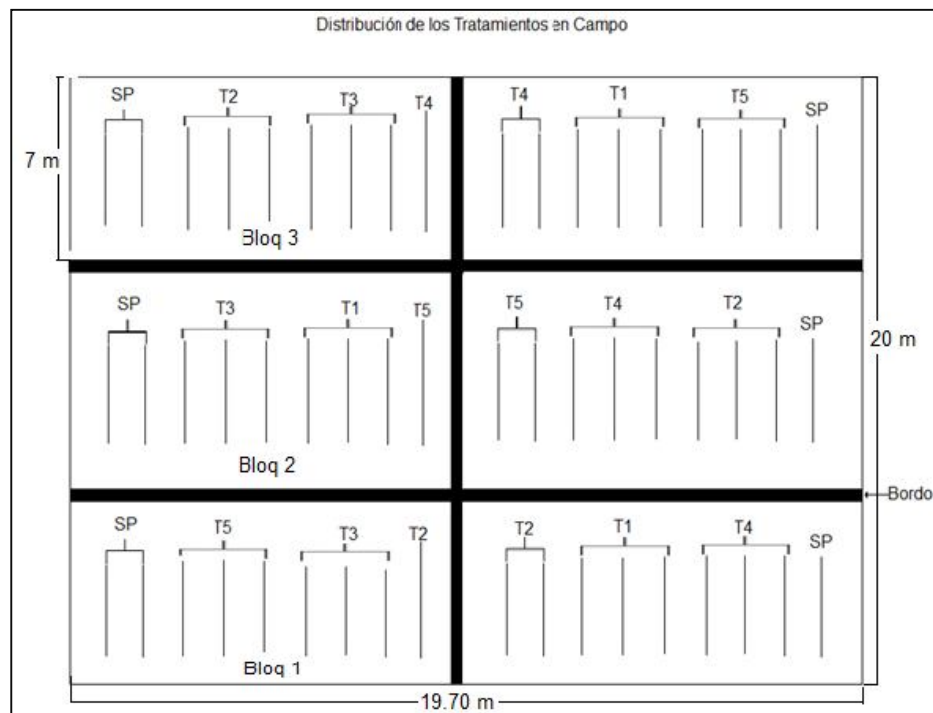 Distribución de los Tratamientos en Campo
SP T2 T3 T4 T4 T1 T5 SP
7 m
Bloq 3
SP T3 T1 T5 T5 T4 T2 SP
20 m
Bloq 2
Bordo
SP T5 T3 T2 T2 T1 T4 SP
Bloq 1
19.70 m